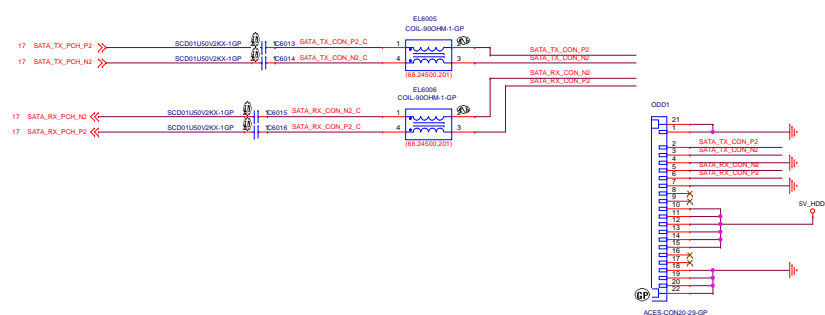 EL6005
COIL-90OHM-1-GP
17 SATA_TX_PCH_P2 SCD01U50V2KX-1GP C6013 SATA_TX_CON_P2_C 1 2
17 SATA_TX_PCH_N2 SCD01U50V2KX-1GP C6014 SATA_TX_CON_N2_C 4 3
(68.24500.201)
SATA_TX_CON_P2
SATA_TX_CON_N2
SATA_RX_CON_N2
SATA_RX_CON_P2
EL6006
COIL-90OHM-1-GP
17 SATA_RX_PCH_N2 SCD01U50V2KX-1GP C6015 SATA_RX_CON_N2_C 1
17 SATA_RX_PCH_P2 SCD01U50V2KX-1GP C6016 SATA_RX_CON_P2_C 4 3
(68.24500.201)
ODD1
21
1
2 SATA_TX_CON_P2
3 SATA_TX_CON_N2
4
5 SATA_RX_CON_N2
6 SATA_RX_CON_P2
7
8
9
10
11
12
13
14
15
16
17
18
19
20
22
5V_HDD
GP
ACES-CON20-29-GP